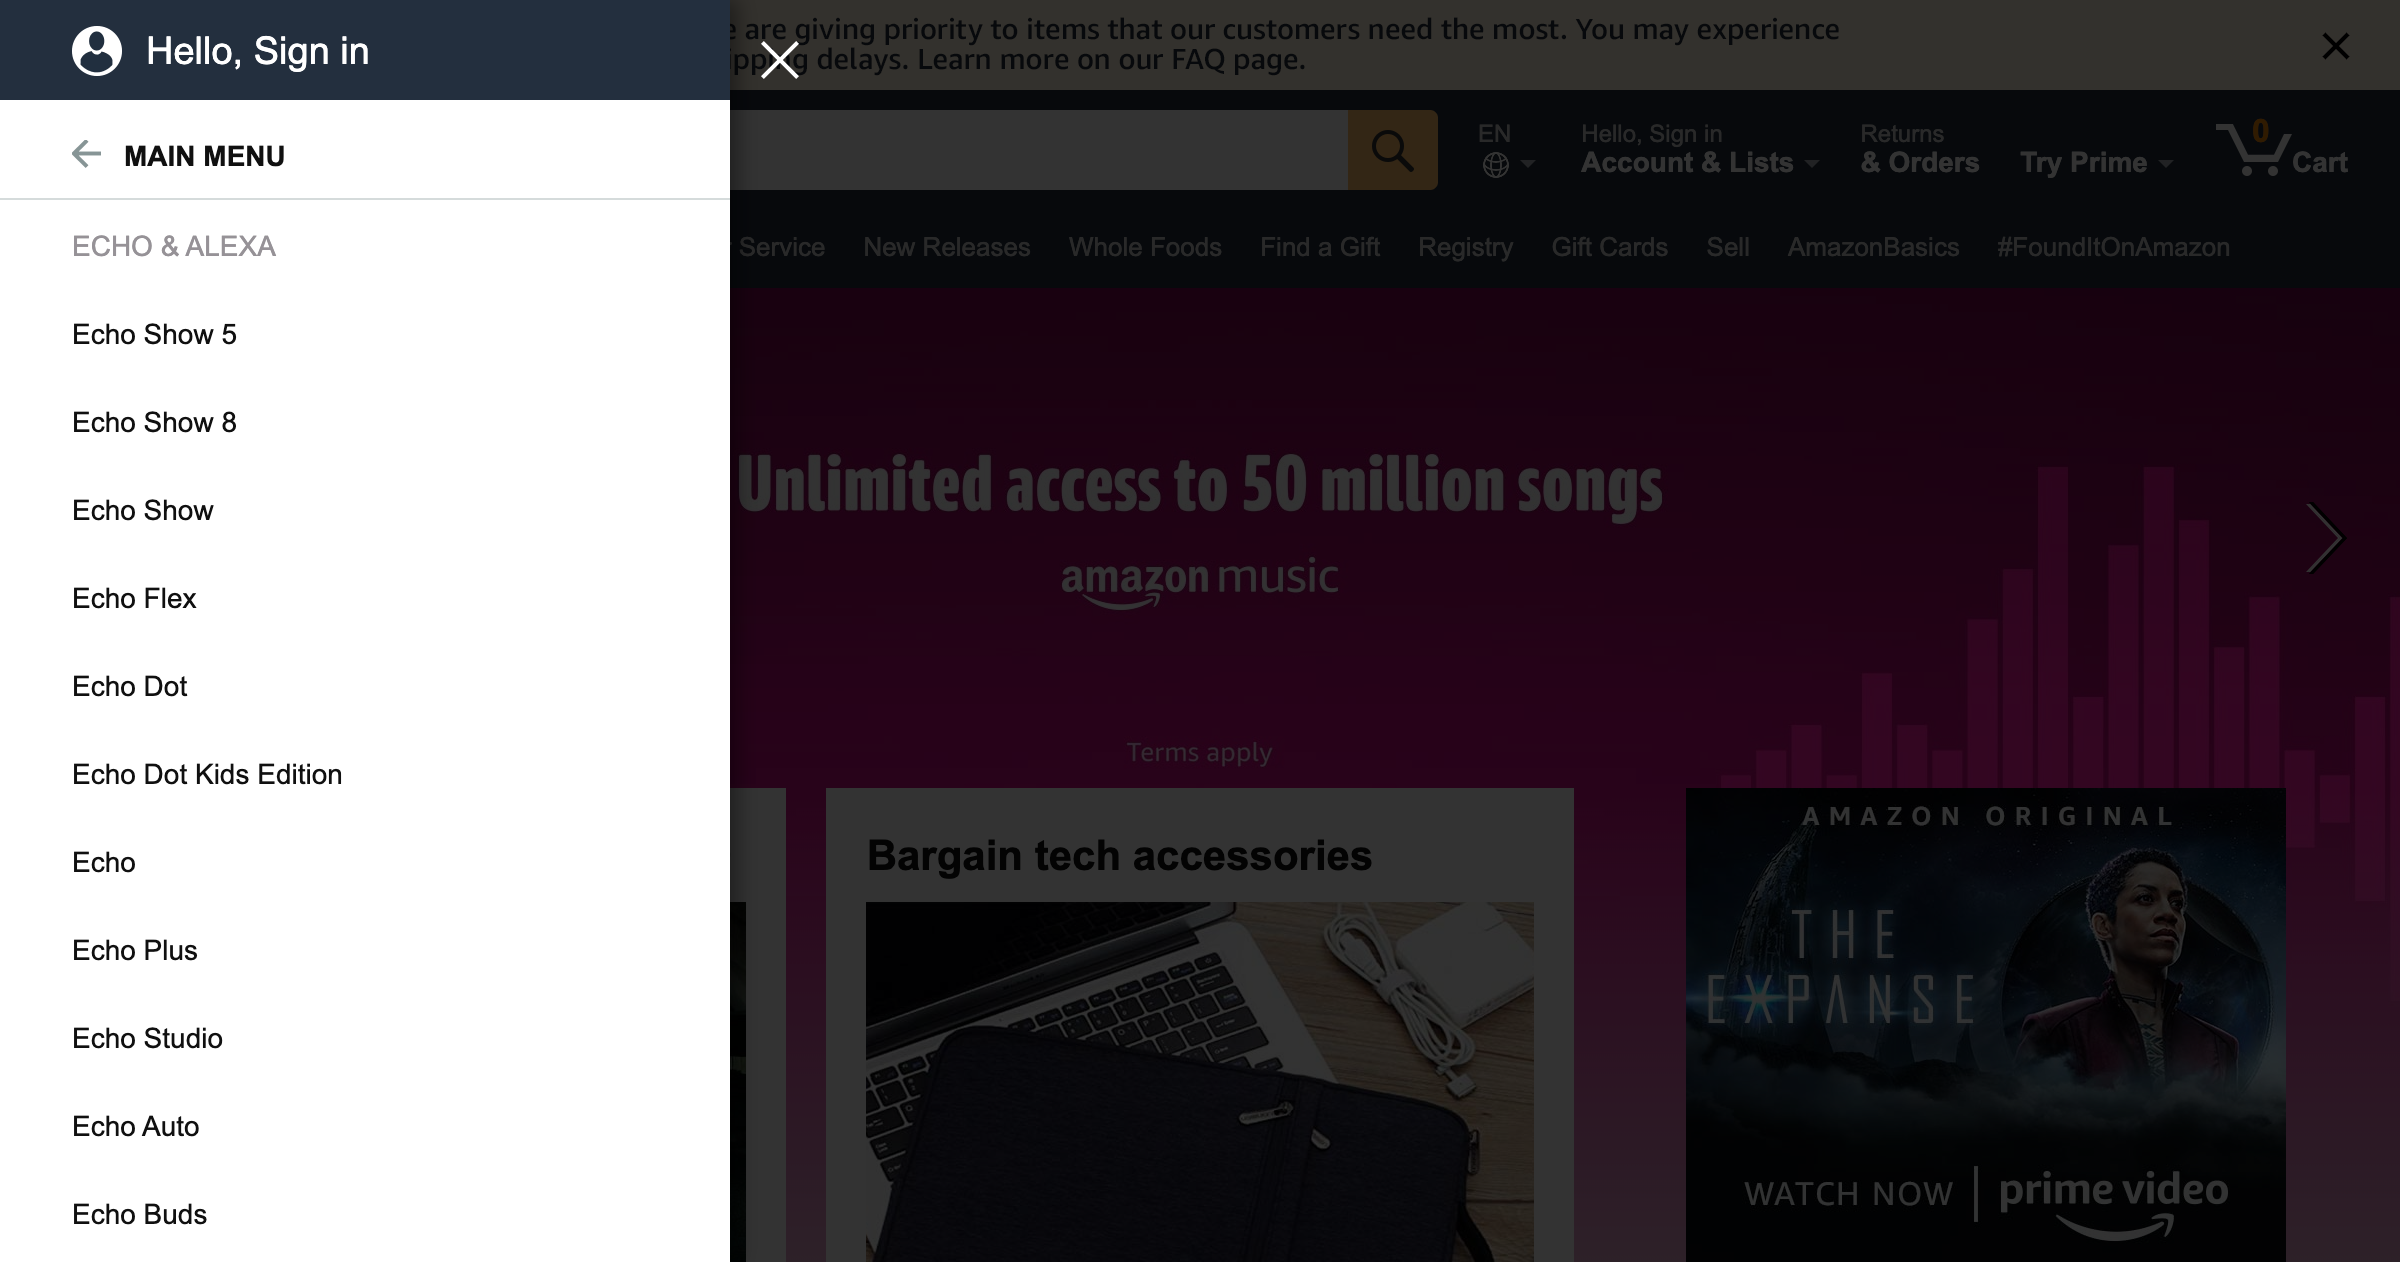 Hello, Sign in
MAIN MENU
ECHO & ALEXA
Echo Show 5
Echo Show 8
Echo Show
Echo Flex
Echo Dot
Echo Dot Kids Edition
Echo
Echo Plus
Echo Studio
Echo Auto
Echo Buds
are giving priority to items that our customers need the most. You may experience
delays. Learn more on our FAQ page.
EN
Hello, Sign in
Account & Lists
Returns
& Orders
Try Prime
0
Cart
Service
New Releases
Whole Foods
Find a Gift
Registry
Gift Cards
Sell
AmazonBasics
#FoundItOnAmazon
Unlimited access to 50 million songs
amazon music
Terms apply
Bargain tech accessories
AMAZON ORIGINAL
THE
EXPANSE
WATCH NOW | prime video